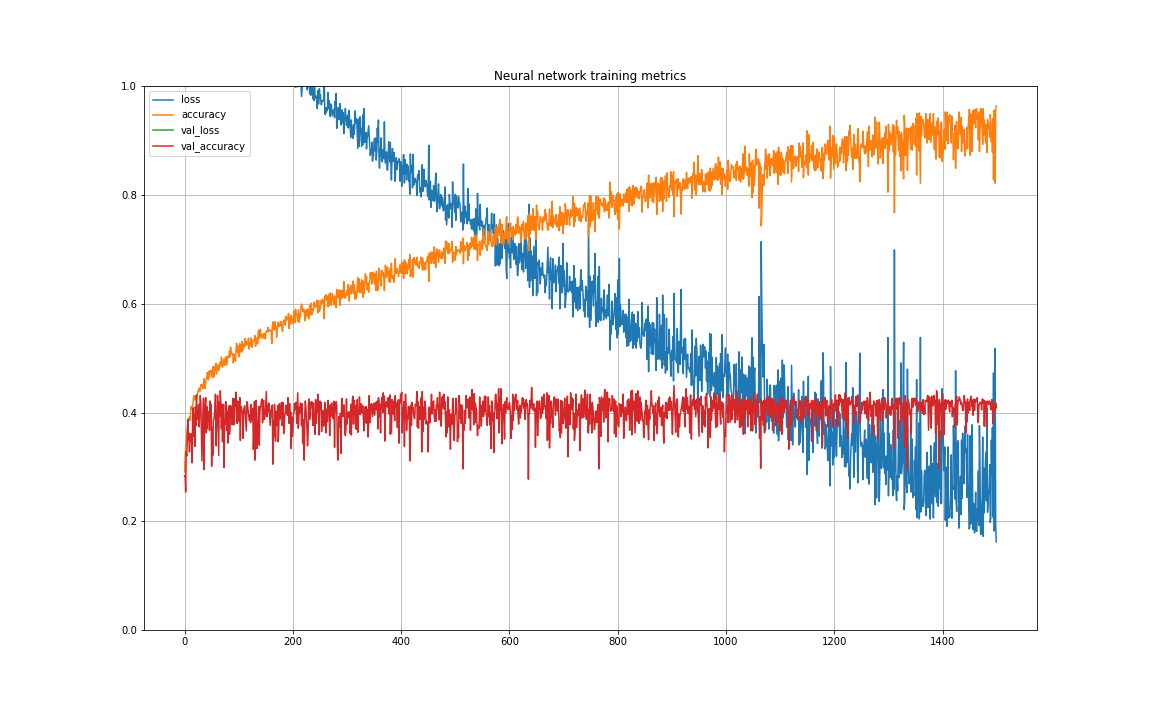 Neural network training metrics
1.0
loss
accuracy
val_loss
val_accuracy
0.8
0.6
0.4
0.2
0.0
0 200 400 600 800 1000 1200 1400